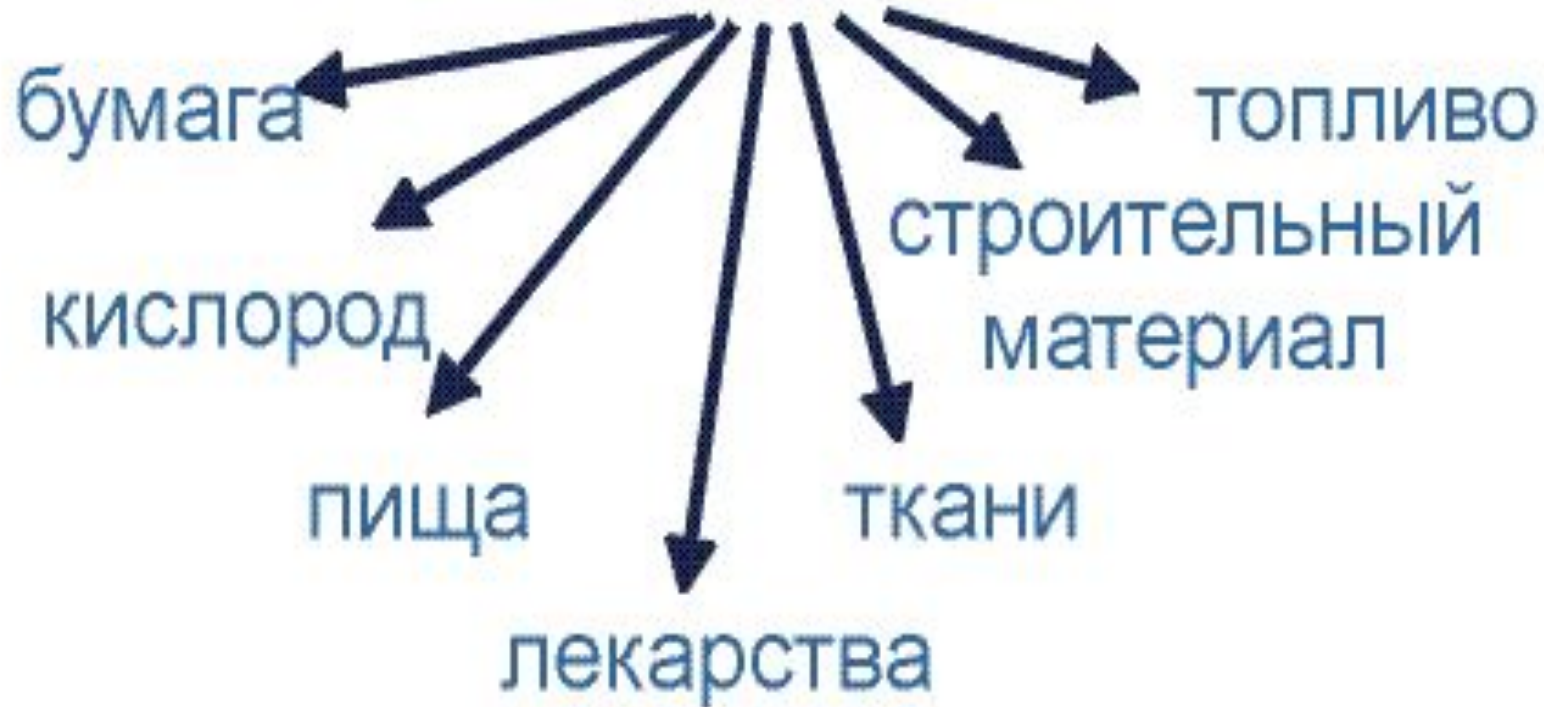 бумага
топливо
строительный
материал
кислород
пища
ткани
лекарства